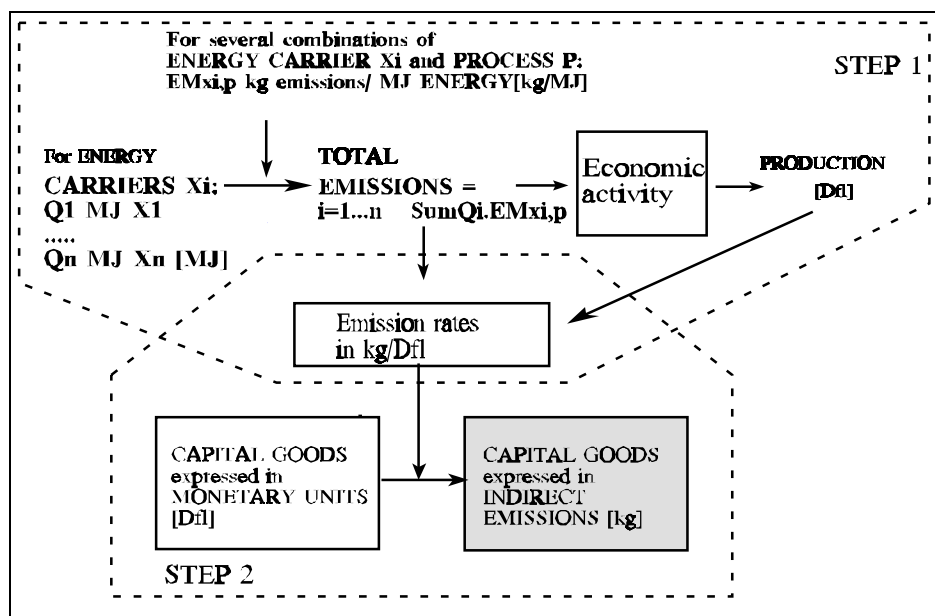 For several combinations of
ENERGY CARRIER Xi and PROCESS P:
EMxi,p kg emissions/ MJ ENERGY[kg/MJ]
STEP 1
For ENERGY
CARRIERS Xi:
Q1 MJ X1
.....
Qn MJ Xn [MJ]
TOTAL
EMISSIONS =
i=1...n SumQi.EMxi,p
Economic
activity
PRODUCTION
[Dfl]
Emission rates
in kg/Dfl
CAPITAL GOODS
expressed in
MONETARY UNITS
[Dfl]
CAPITAL GOODS
expressed in
INDIRECT
EMISSIONS [kg]
STEP 2